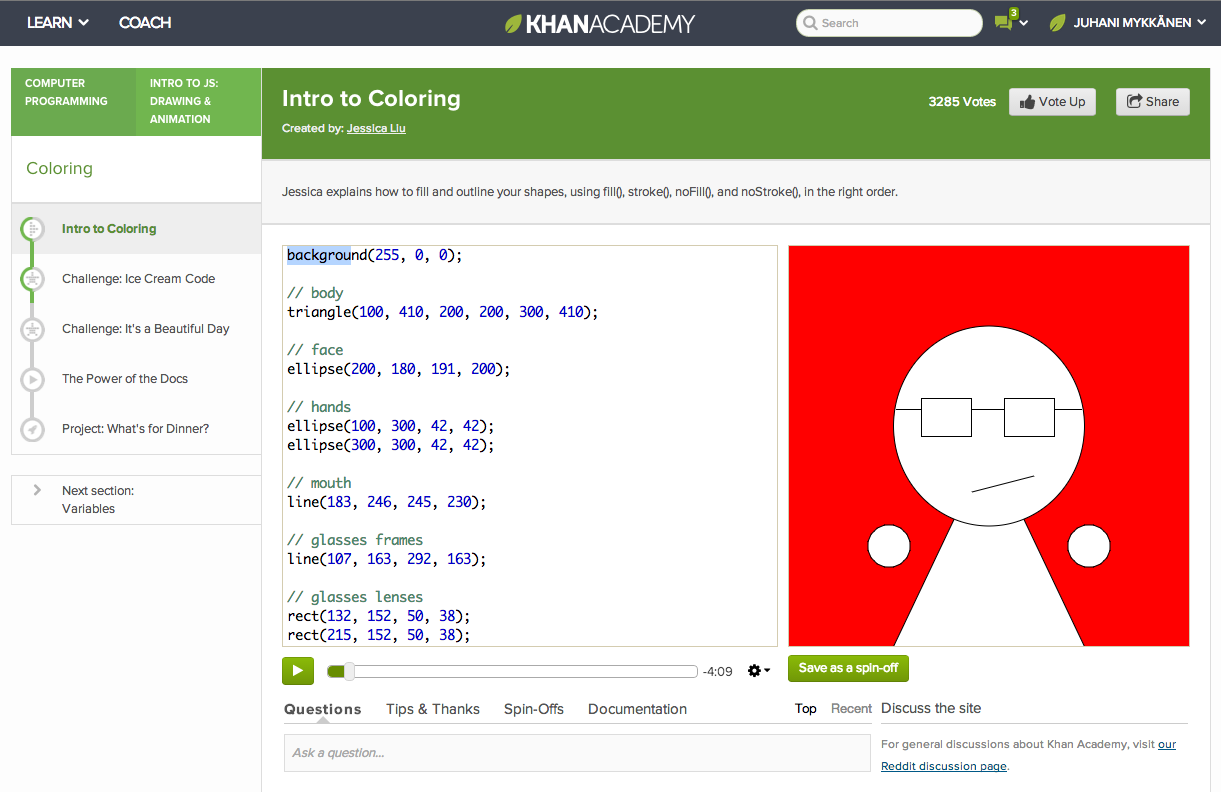 LEARN COACH KHANACADEMY Search 3 JUHANI MYKKÄNEN
COMPUTER PROGRAMMING
INTRO TO JS: DRAWING & ANIMATION
Coloring
Intro to Coloring
Challenge: Ice Cream Code
Challenge: It's a Beautiful Day
The Power of the Docs
Project: What's for Dinner?
Next section:
Variables
Intro to Coloring
Created by: Jessica Liu
3285 Votes Vote Up Share
Jessica explains how to fill and outline your shapes, using fill(), stroke(), noFill(), and noStroke(), in the right order.
background(255, 0, 0);
// body
triangle(100, 410, 200, 200, 300, 410);
// face
ellipse(200, 180, 191, 200);
// hands
ellipse(100, 300, 42, 42);
ellipse(300, 300, 42, 42);
// mouth
line(183, 246, 245, 230);
// glasses frames
line(107, 163, 292, 163);
// glasses lenses
rect(132, 152, 50, 38);
rect(215, 152, 50, 38);
-4:09
Save as a spin-off
Questions Tips & Thanks Spin-Offs Documentation Top Recent
Ask a question...
Discuss the site
For general discussions about Khan Academy, visit our
Reddit discussion page.